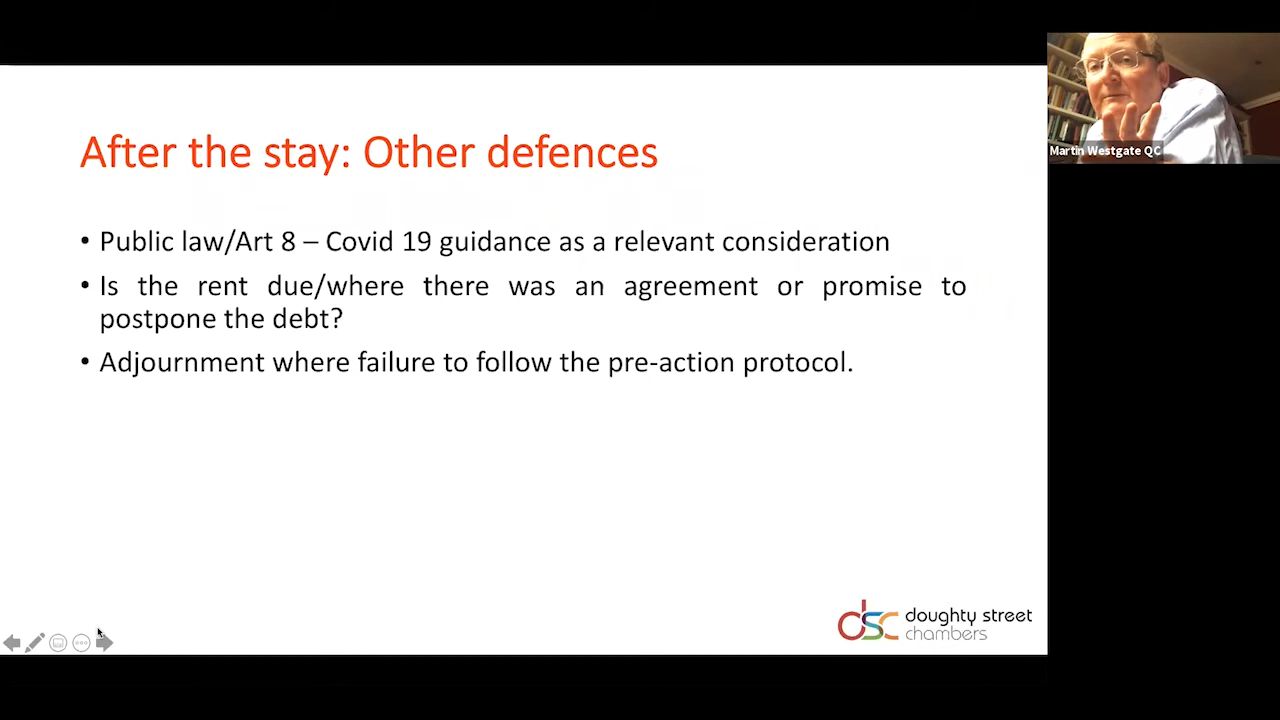 After the stay: Other defences
• Public law/Art 8 – Covid 19 guidance as a relevant consideration
• Is the rent due/where there was an agreement or promise to
postpone the debt?
• Adjournment where failure to follow the pre-action protocol.
dsc doughty street
chambers
Martin Westgate QC